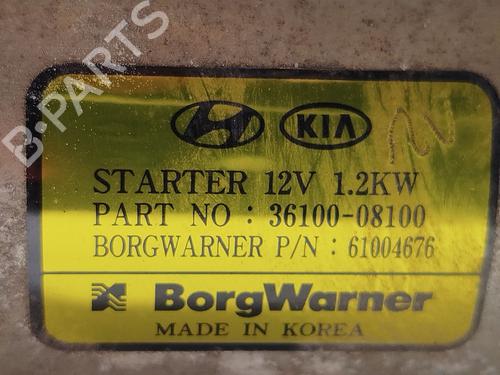 B-PARTS
KIA
STARTER 12V 1.2KW
PART NO : 36100-08100
BORGWARNER P/N : 61004676
BorgWarner
MADE IN KOREA